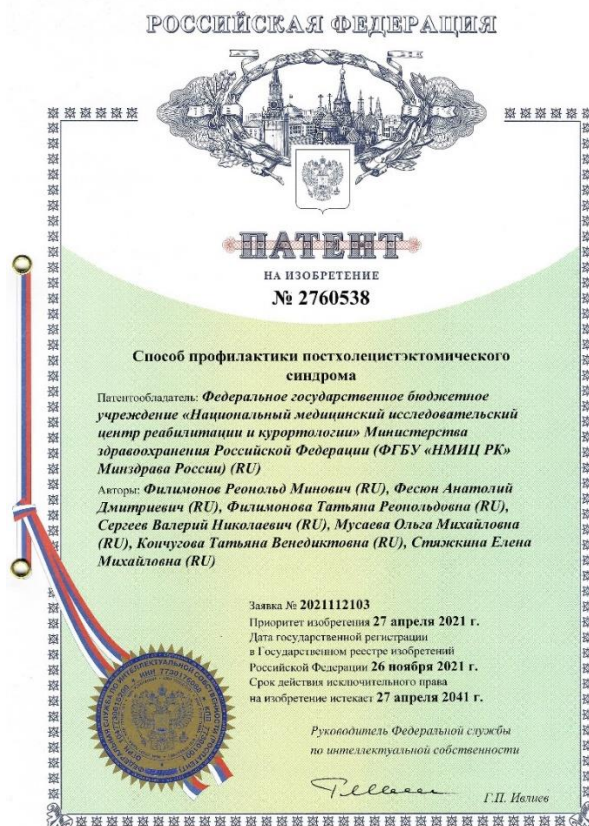 РОССИЙСКАЯ ФЕДЕРАЦИЯ
ПАТЕНТ
НА ИЗОБРЕТЕНИЕ
№ 2760538
Способ профилактики постхолецистэктомического
синдрома
Патентообладатель: Федеральное государственное бюджетное
учреждение «Национальный медицинский исследовательский
центр реабилитации и курортологии» Министерства
здравоохранения Российской Федерации (ФГБУ «НМИЦ РК»
Минздрава России) (RU)
Авторы: Филимонов Реонольд Минович (RU), Фесюн Анатолий
Дмитриевич (RU), Филимонова Татьяна Реопольдовна (RU),
Сергеев Валерий Николаевич (RU), Мусаева Ольга Михайловна
(RU), Кончугова Татьяна Венедиктовна (RU), Стяжкина Елена
Михайловна (RU)
Заявка № 2021112103
Приоритет изобретения 27 апреля 2021 г.
Дата государственной регистрации
в Государственном реестре изобретений
Российской Федерации 26 ноября 2021 г.
Срок действия исключительного права
на изобретение истекает 27 апреля 2041 г.
Руководитель Федеральной службы
по интеллектуальной собственности
Г.П. Ивлиев